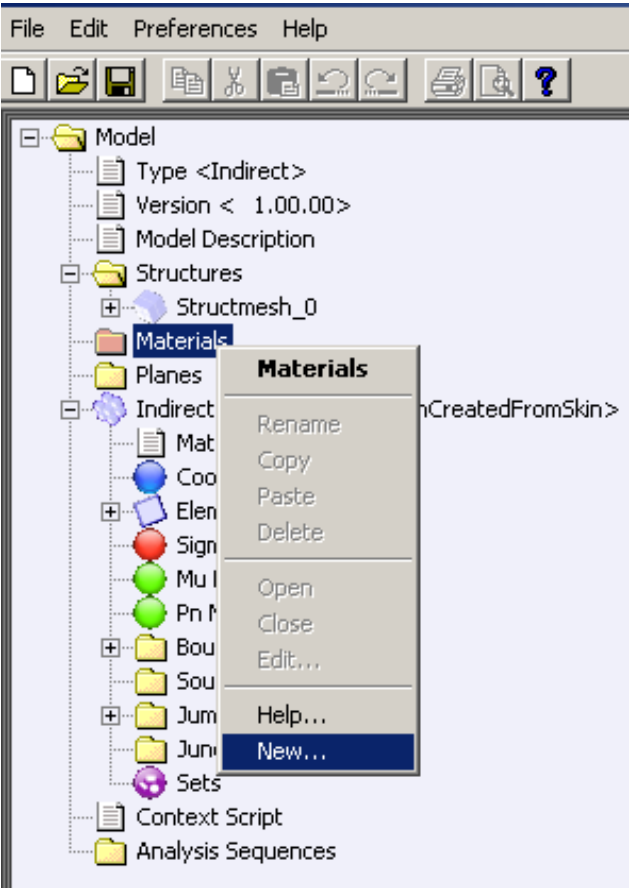 File Edit Preferences Help
Model
Type <Indirect>
Version < 1.00.00>
Model Description
Structures
Structmesh_0
Materials
Materials
Planes
Indirect nCreatedFromSkin>
Rename
Mat
Copy
Coo
Paste
Elen
Delete
Sign
Mu
Open
Pn
Close
Bou
Edit...
Sou
Jum
Help...
Jun
New...
Sets
Context Script
Analysis Sequences